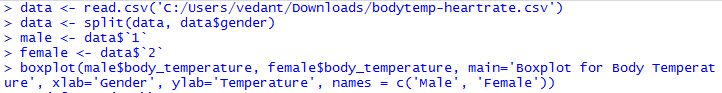 > data <- read.csv('C:/Users/vedant/Downloads/bodytemp-heartrate.csv')
> data <- split(data, data$gender)
> male <- data$`1`
> female <- data$`2`
> boxplot(male$body_temperature, female$body_temperature, main='Boxplot for Body Temperat
ure', xlab='Gender', ylab='Temperature', names = c('Male', 'Female'))